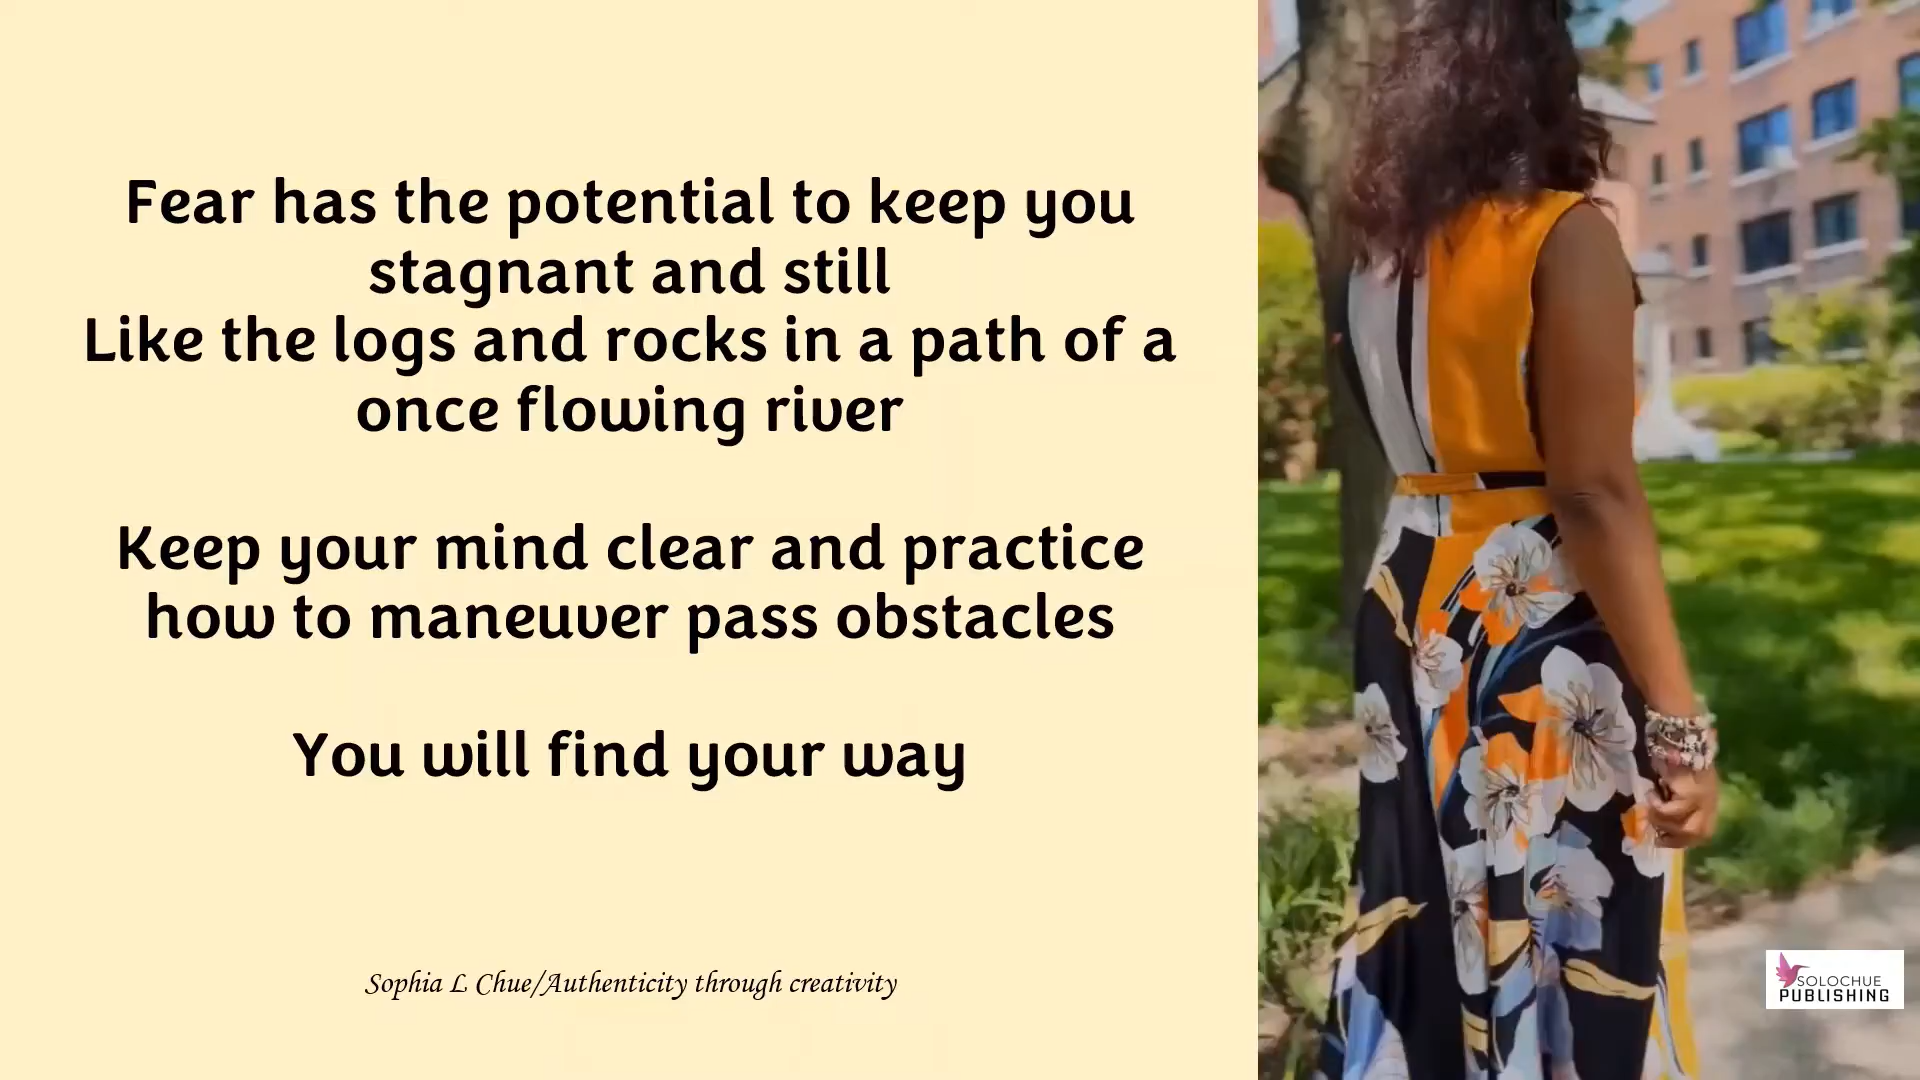 Fear has the potential to keep you
stagnant and still
Like the logs and rocks in a path of a
once flowing river
Keep your mind clear and practice
how to maneuver pass obstacles
You will find your way
Sophia L Chue/Authenticity through creativity
SOLOCHUE
PUBLISHING